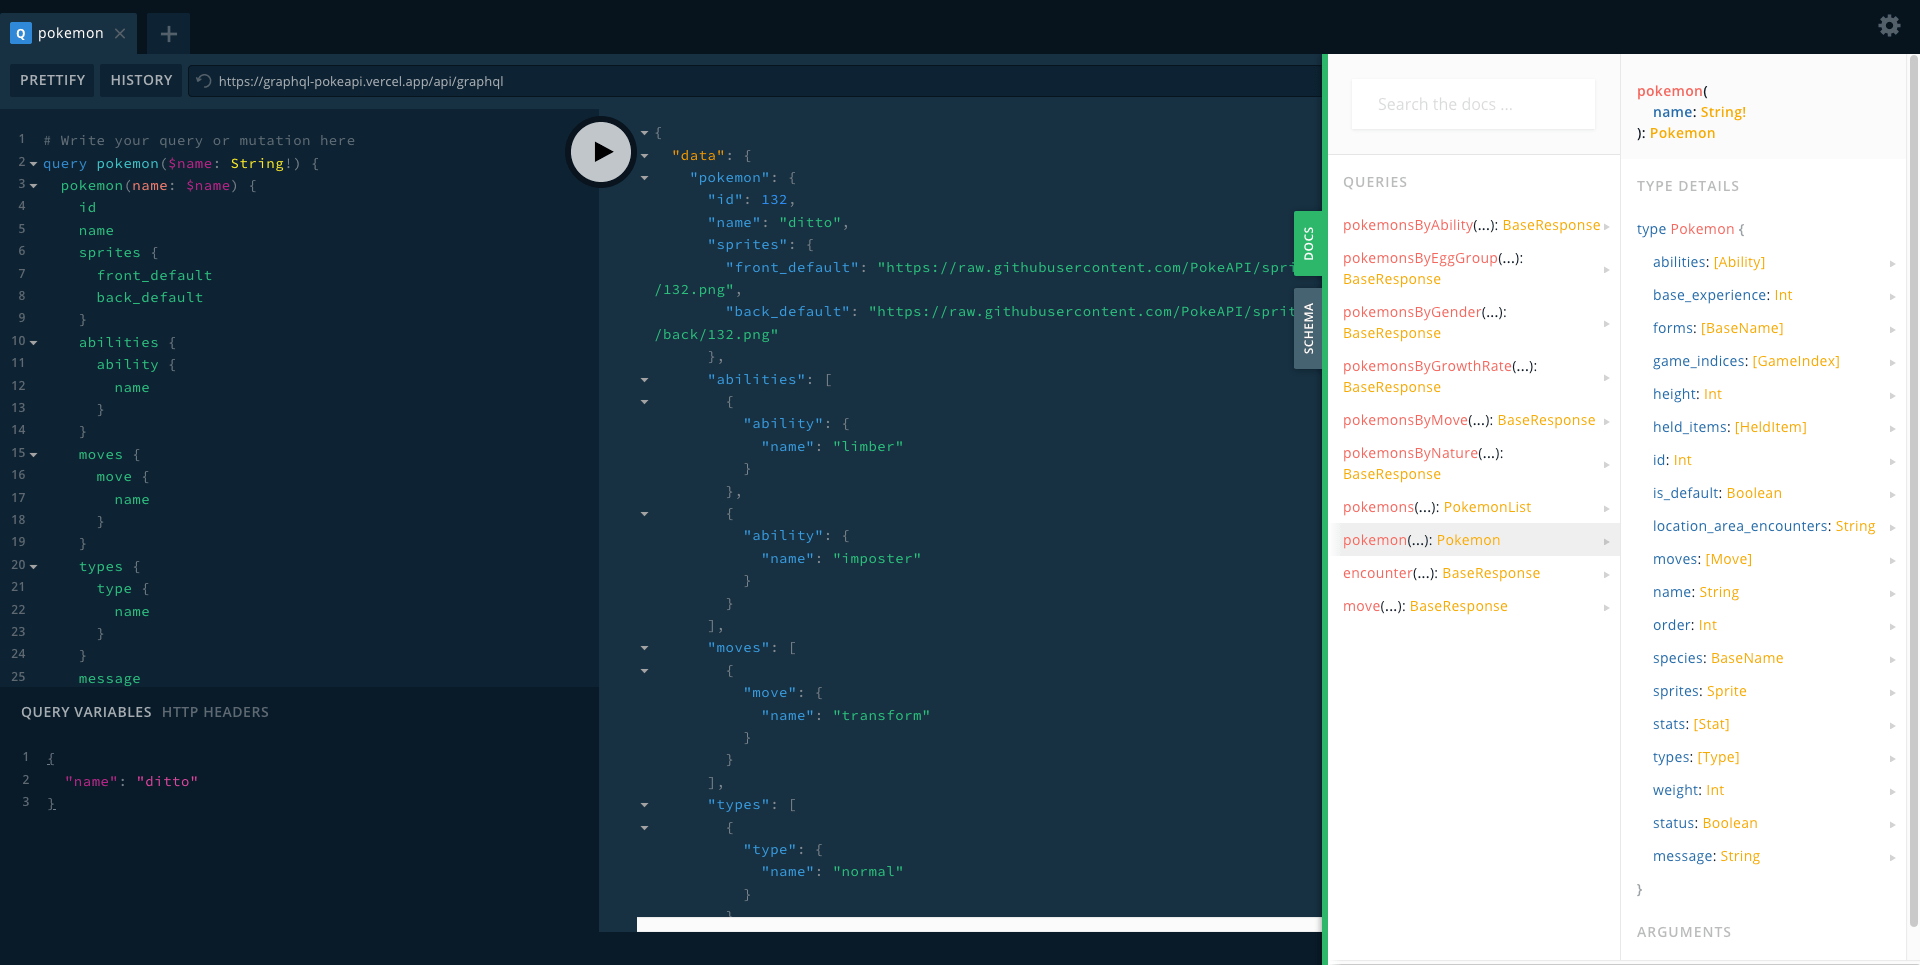 Q pokemon
PRETTIFY HISTORY https://graphql-pokeapi.vercel.app/api/graphql
1 # Write your query or mutation here
2 query pokemon($name: String!) {
3 pokemon(name: $name) {
4 id
5 name
6 sprites {
7 front_default
8 back_default
9 }
10 abilities {
11 ability {
12 name
13 }
14 }
15 moves {
16 move {
17 name
18 }
19 }
20 types {
21 type {
22 name
23 }
24 }
25 message
QUERY VARIABLES HTTP HEADERS
1 {
2 "name": "ditto"
3 }
{
"data": {
"pokemon": {
"id": 132,
"name": "ditto",
"sprites": {
"front_default": "https://raw.githubusercontent.com/PokeAPI/spri
/132.png",
"back_default": "https://raw.githubusercontent.com/PokeAPI/sprit
/back/132.png"
},
"abilities": [
{
"ability": {
"name": "limber"
}
},
{
"ability": {
"name": "imposter"
}
}
],
"moves": [
{
"move": {
"name": "transform"
}
}
],
"types": [
{
"type": {
"name": "normal"
}
}
DOCS
SCHEMA
Search the docs ...
QUERIES
pokemonsByAbility(...): BaseResponse
pokemonsByEggGroup(...):
BaseResponse
pokemonsByGender(...):
BaseResponse
pokemonsByGrowthRate(...):
BaseResponse
pokemonsByMove(...): BaseResponse
pokemonsByNature(...):
BaseResponse
pokemons(...): PokemonList
pokemon(...): Pokemon
encounter(...): BaseResponse
move(...): BaseResponse
pokemon(
name: String!
): Pokemon
TYPE DETAILS
type Pokemon {
abilities: [Ability]
base_experience: Int
forms: [BaseName]
game_indices: [GameIndex]
height: Int
held_items: [HeldItem]
id: Int
is_default: Boolean
location_area_encounters: String
moves: [Move]
name: String
order: Int
species: BaseName
sprites: Sprite
stats: [Stat]
types: [Type]
weight: Int
status: Boolean
message: String
}
ARGUMENTS